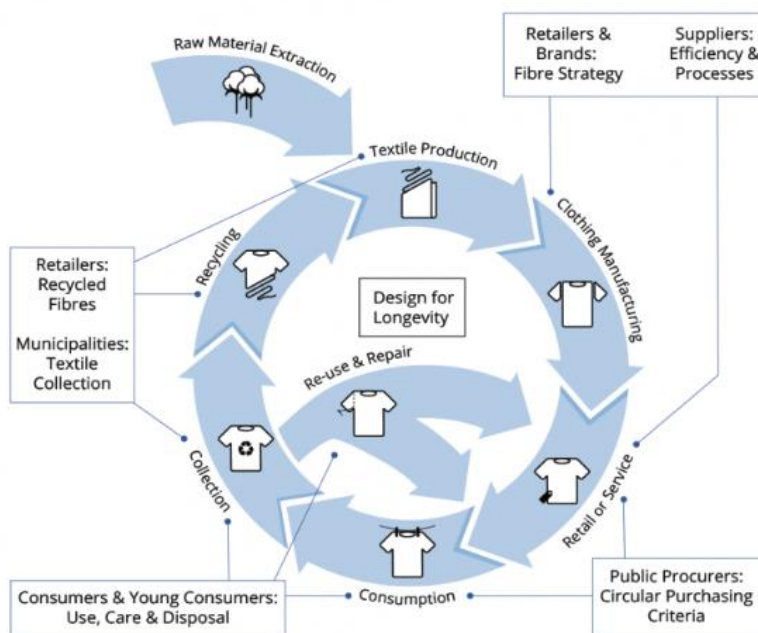 Raw Material Extraction
Retailers &
Brands:
Fibre Strategy
Suppliers:
Efficiency &
Processes
Textile Production
Clothing Manufacturing
Recycling
Retailers:
Recycled
Fibres
Municipalities:
Textile
Collection
Design for
Longevity
Re-use & Repair
Collection
Retail or Service
Consumption
Consumers & Young Consumers:
Use, Care & Disposal
Public Procurers:
Circular Purchasing
Criteria